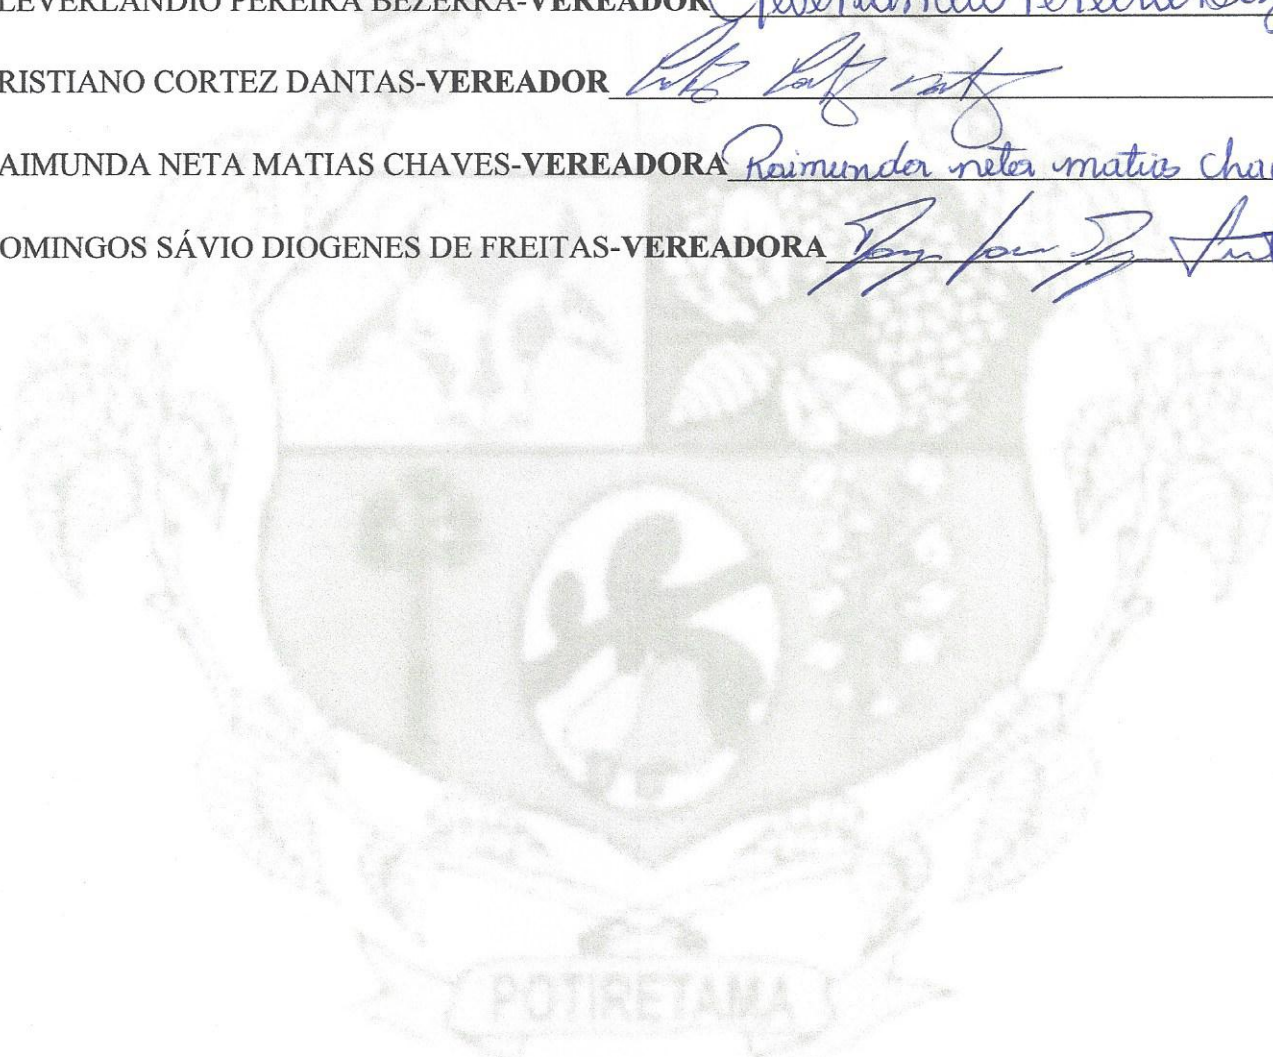 LEVERLANDIO PEREIRA BEZERRA-VEREADOR
RISTIANO CORTEZ DANTAS-VEREADOR
AIMUNDA NETA MATIAS CHAVES-VEREADORA Raimunda neta matias Cha
OMINGOS SÁVIO DIOGENES DE FREITAS-VEREADORA
POTIRETAMA